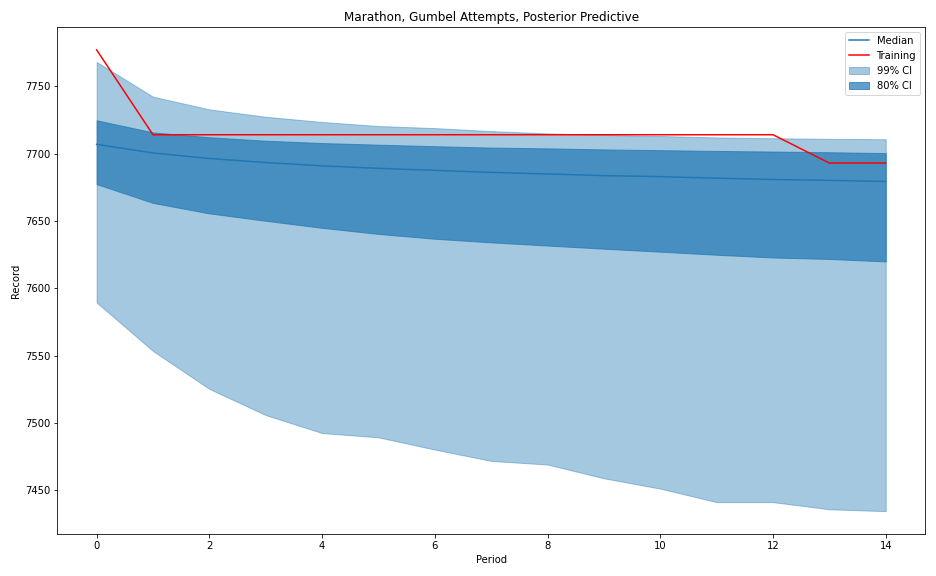 Marathon, Gumbel Attempts, Posterior Predictive
Median
Training
99% CI
80% CI
7750
7700
7650
7600
7550
7500
7450
Record
0 2 4 6 8 10 12 14
Period